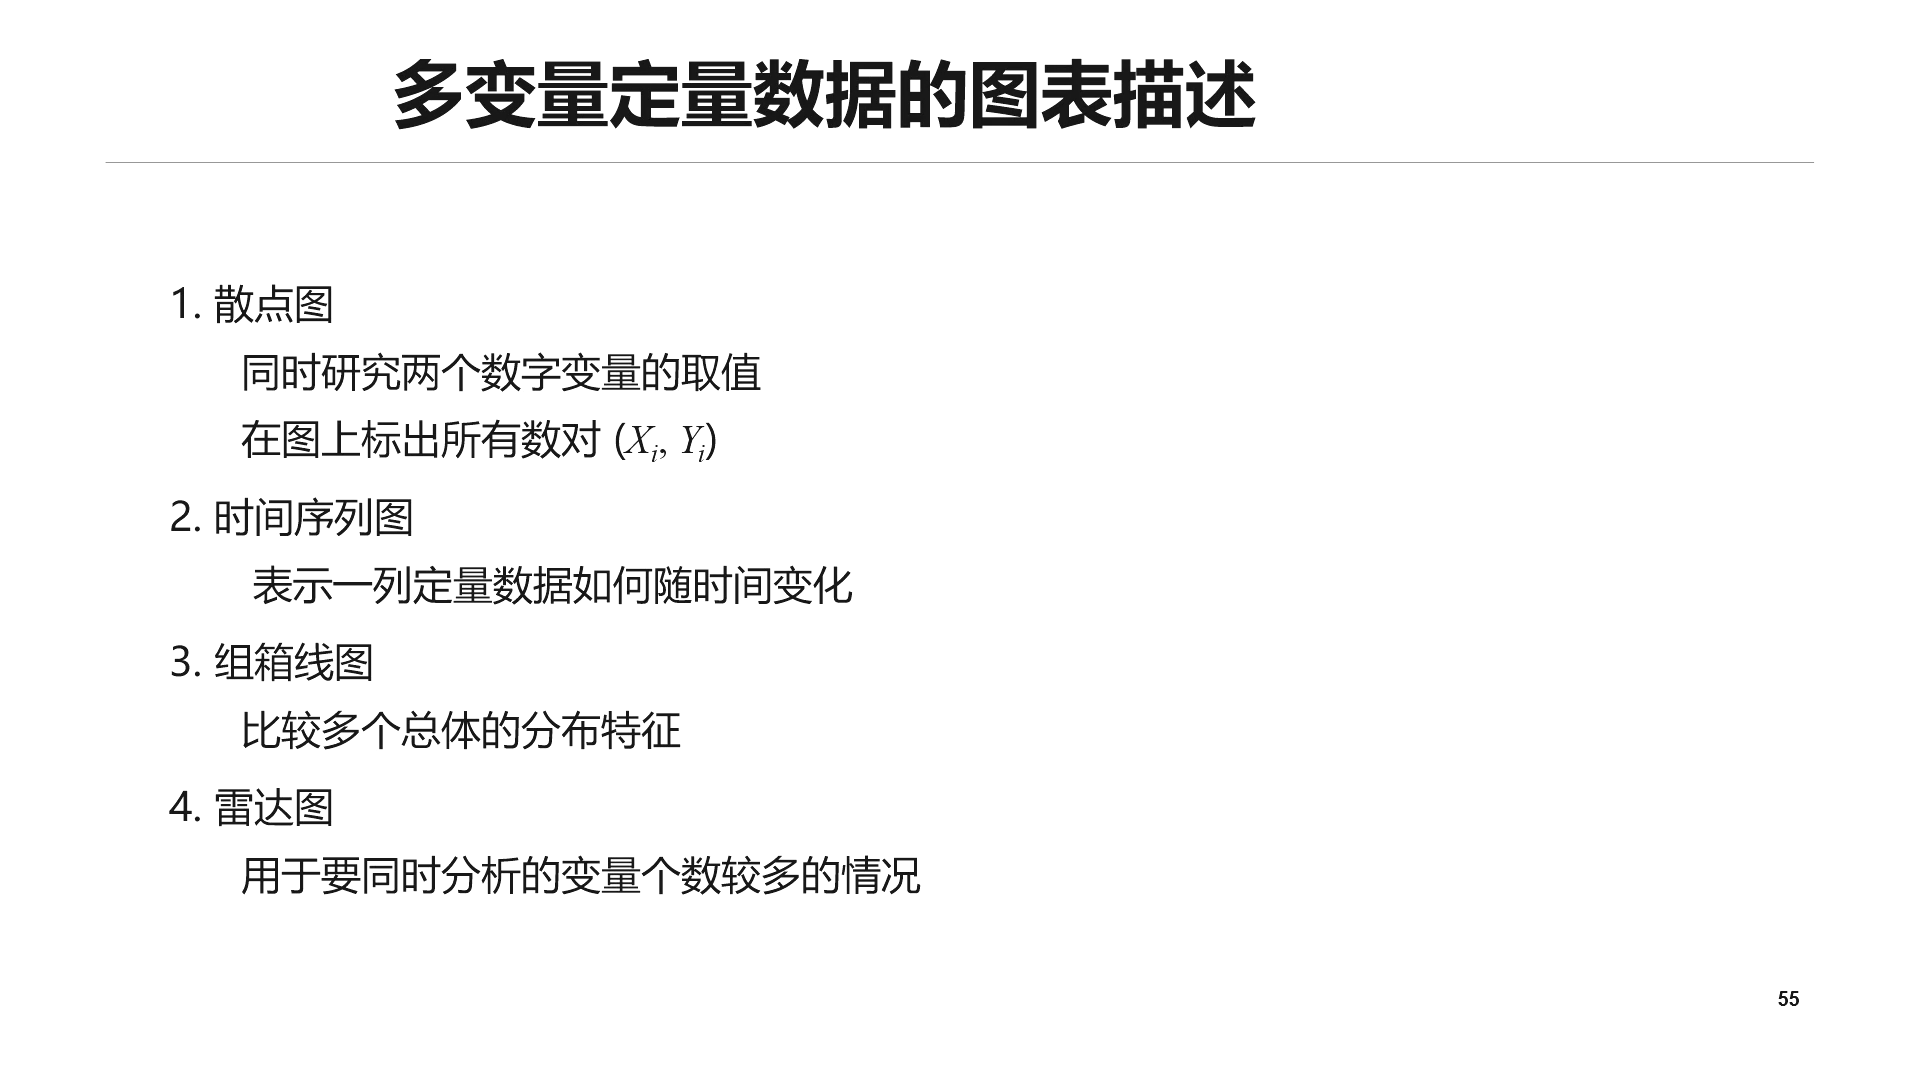 多变量定量数据的图表描述
1. 散点图
同时研究两个数字变量的取值
在图上标出所有数对 (Xi, Yi)
2. 时间序列图
表示一列定量数据如何随时间变化
3. 组箱线图
比较多个总体的分布特征
4. 雷达图
用于要同时分析的变量个数较多的情况
55